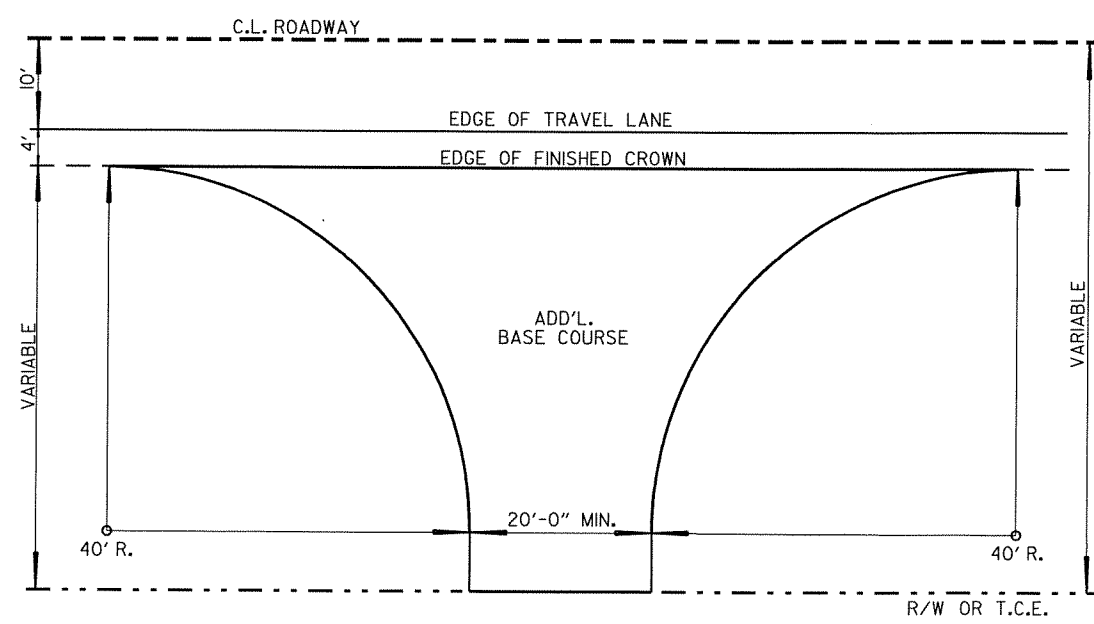 C.L. ROADWAY
10'
EDGE OF TRAVEL LANE
4'
EDGE OF FINISHED CROWN
VARIABLE
ADD'L.
BASE COURSE
VARIABLE
20'-0" MIN.
40' R.
40' R.
R/W OR T.C.E.